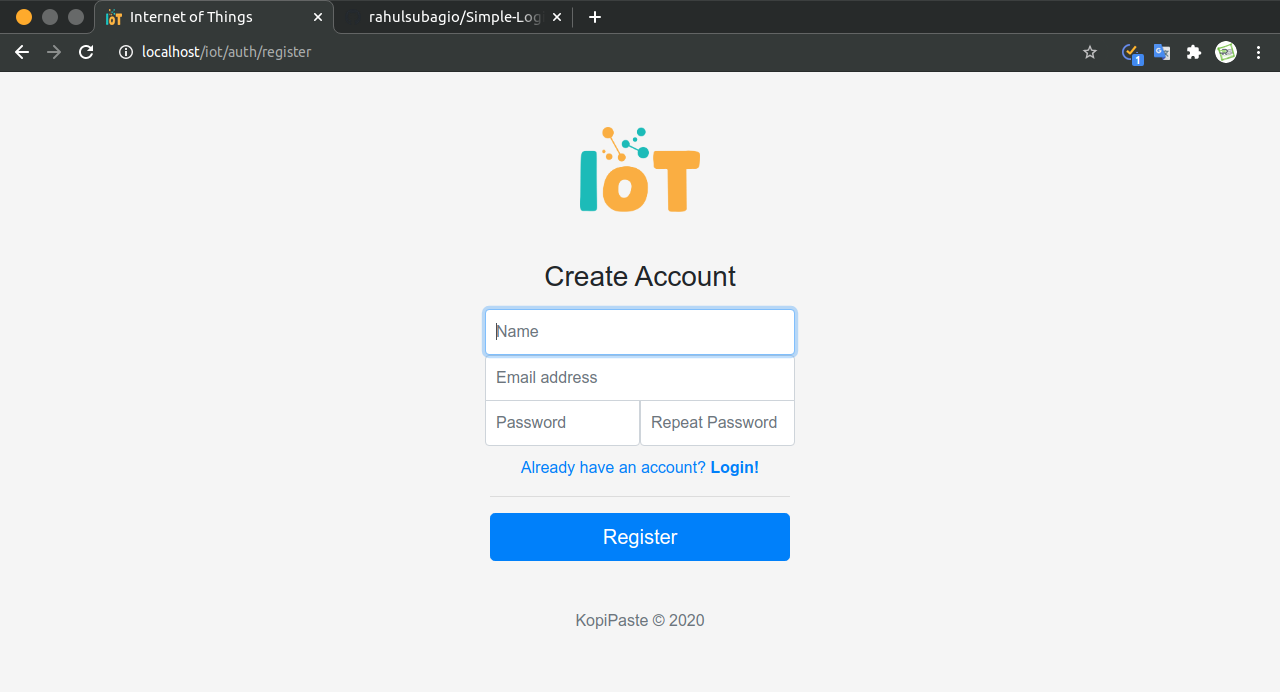 Internet of Things
rahulsubagio/Simple-Log
localhost/iot/auth/register
1
IoT
Create Account
Name
Email address
Password Repeat Password
Already have an account? Login!
Register
KopiPaste © 2020